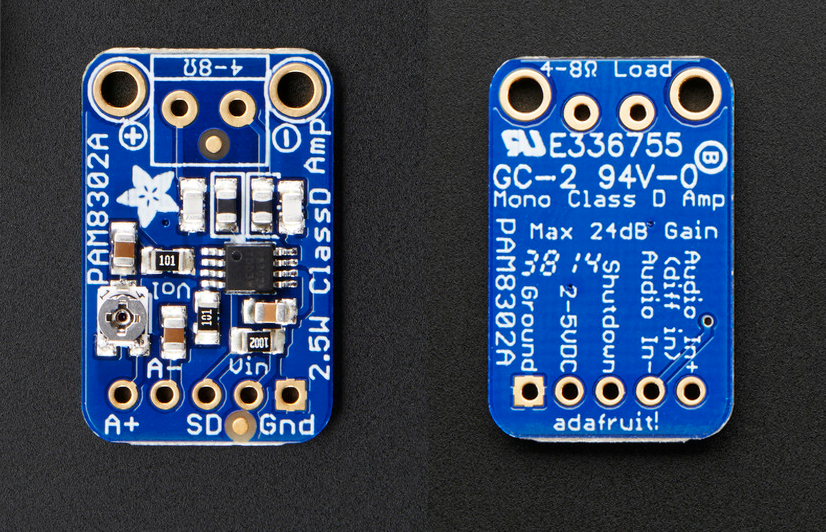 4-8Ω
PAM8302A
2.5W ClassD Amp
101
Vol
101
1002
A-
Vin
A+
SD
Gnd
4-8Ω Load
E336755
B
GC-2 94V-0
Mono Class D Amp
Max 24dB Gain
3814
PAM8302A
Ground
2-5VDC
Shutdown
Audio In-
(diff in)
Audio In+
adafruit!